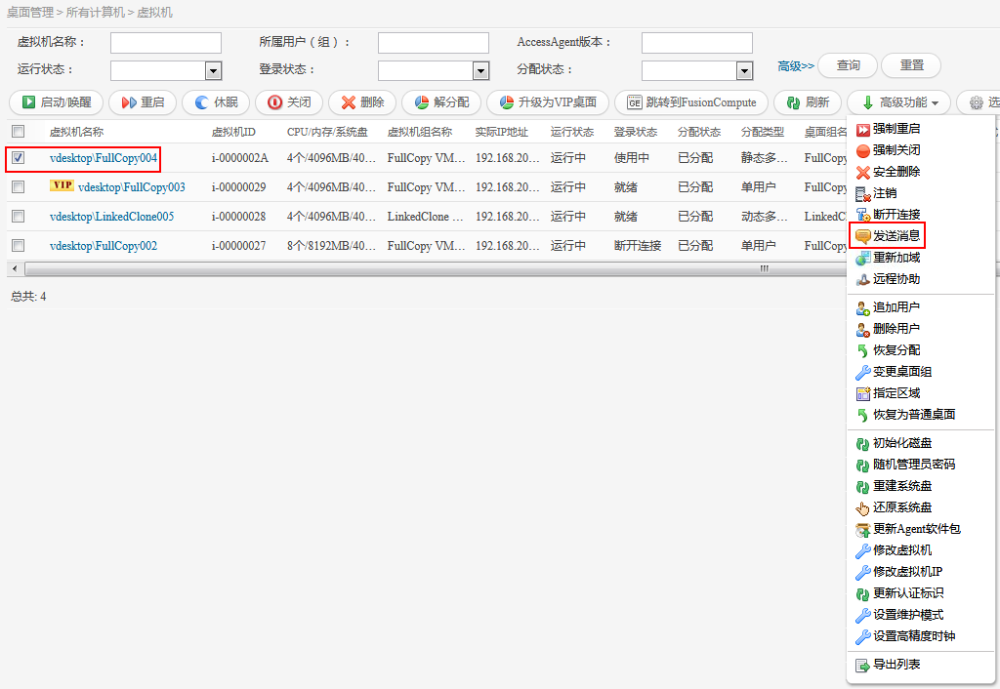 桌面管理 > 所有计算机 > 虚拟机
虚拟机名称： 所属用户（组）： AccessAgent版本：
运行状态： 登录状态： 分配状态： 高级>> 查询 重置
启动/唤醒 重启 休眠 关闭 删除 解分配 升级为VIP桌面 跳转到FusionCompute 刷新 高级功能 选
虚拟机名称 虚拟机ID CPU/内存/系统盘 虚拟机组名称 实际IP地址 运行状态 登录状态 分配状态 分配类型 桌面组名
vdesktop\FullCopy004 i-0000002A 4个/4096MB/40... FullCopy VM... 192.168.20... 运行中 使用中 已分配 静态多... FullCopy
VIP vdesktop\FullCopy003 i-00000029 4个/4096MB/40... FullCopy VM... 192.168.20... 运行中 就绪 已分配 单用户 FullCopy
vdesktop\LinkedClone005 i-00000028 4个/4096MB/40... LinkedClone ... 192.168.20... 运行中 就绪 已分配 动态多... LinkedC
vdesktop\FullCopy002 i-00000027 8个/8192MB/40... FullCopy VM... 192.168.20... 运行中 断开连接 已分配 单用户 FullCopy
总共: 4
强制重启
强制关闭
安全删除
注销
断开连接
发送消息
重新加域
远程协助
追加用户
删除用户
恢复分配
变更桌面组
指定区域
恢复为普通桌面
初始化磁盘
随机管理员密码
重建系统盘
还原系统盘
更新Agent软件包
修改虚拟机
修改虚拟机IP
更新认证标识
设置维护模式
设置高精度时钟
导出列表